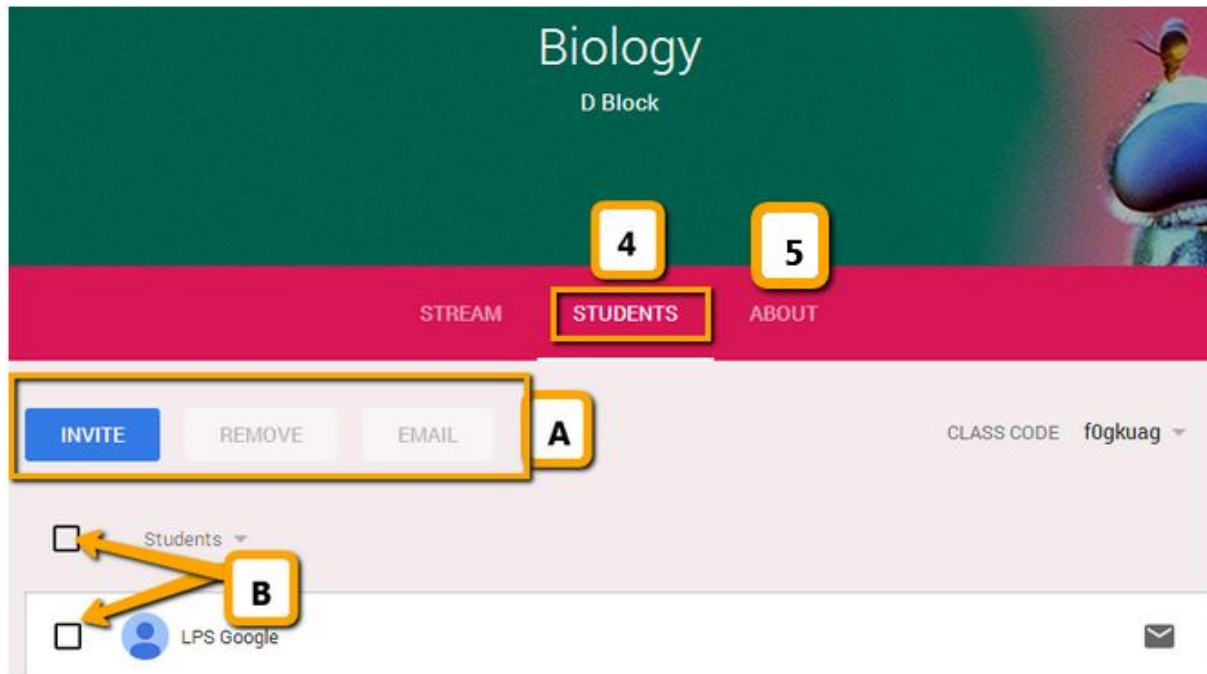 Biology
D Block
4 5
STREAM STUDENTS ABOUT
INVITE REMOVE EMAIL A CLASS CODE f0gkuag
Students
B
LPS Google